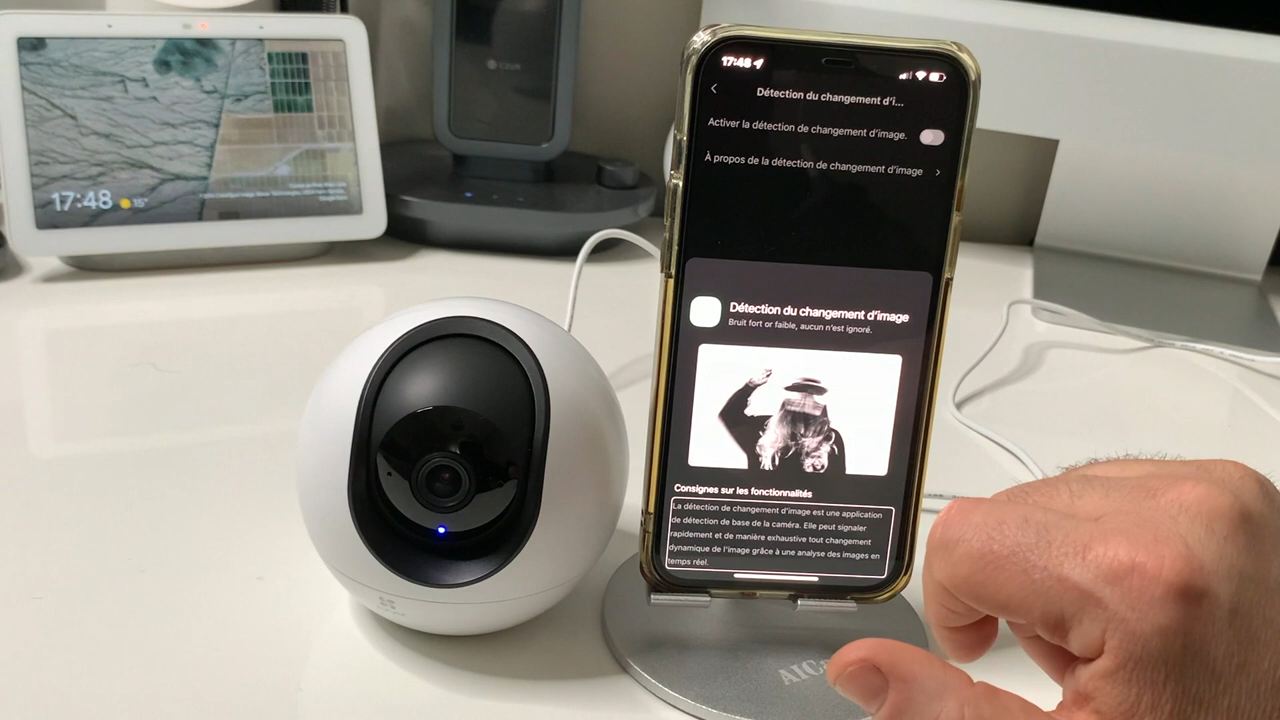 17:48
15°
CZUR
17:48
Détection du changement d'i...
Activer la détection de changement d'image.
À propos de la détection de changement d'image
Détection du changement d'image
Bruit fort or faible, aucun n'est ignoré.
Consignes sur les fonctionnalités
La détection de changement d'image est une application
de détection de base de la caméra. Elle peut signaler
rapidement et de manière exhaustive tout changement
dynamique de l'image grâce à une analyse des images en
temps réel.